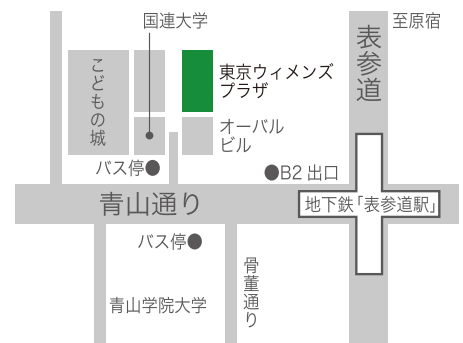 国連大学
至原宿
表参道
こどもの城
東京ウィメンズ
プラザ
オーバル
ビル
バス停
B2 出口
青山通り
地下鉄「表参道駅」
バス停
骨董通り
青山学院大学